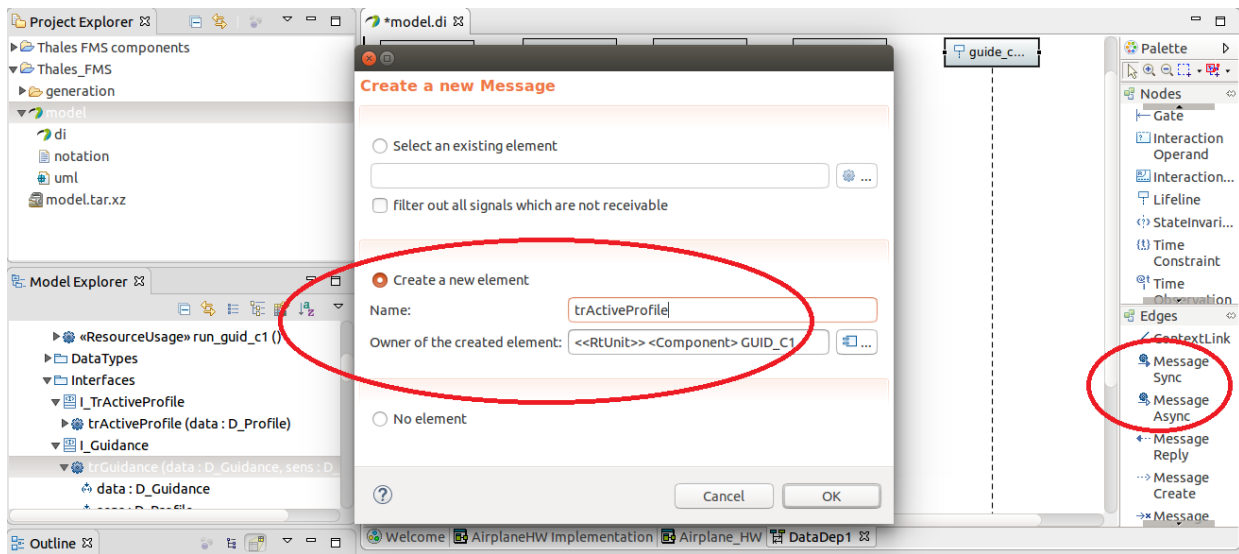 Project Explorer
Thales FMS components
Thales_FMS
generation
model
di
notation
uml
model.tar.xz
Model Explorer
«ResourceUsage» run_guid_c1 ()
DataTypes
Interfaces
I_TrActiveProfile
trActiveProfile (data : D_Profile)
I_Guidance
trGuidance (data : D_Guidance, sens : D_
data : D_Guidance
Outline
*model.di
guide_c...
Create a new Message
Select an existing element
...
filter out all signals which are not receivable
Create a new element
Name:
trActiveProfile
Owner of the created element:
<<RtUnit>> <Component> GUID_C1
...
No element
?
Cancel
OK
Welcome
AirplaneHW Implementation
Airplane_HW
DataDep1
Palette
Nodes
Gate
Interaction
Operand
Interaction...
Lifeline
StateInvari...
Time
Constraint
Time
Observation
Edges
ContextLink
Message
Sync
Message
Async
Message
Reply
Message
Create
Message